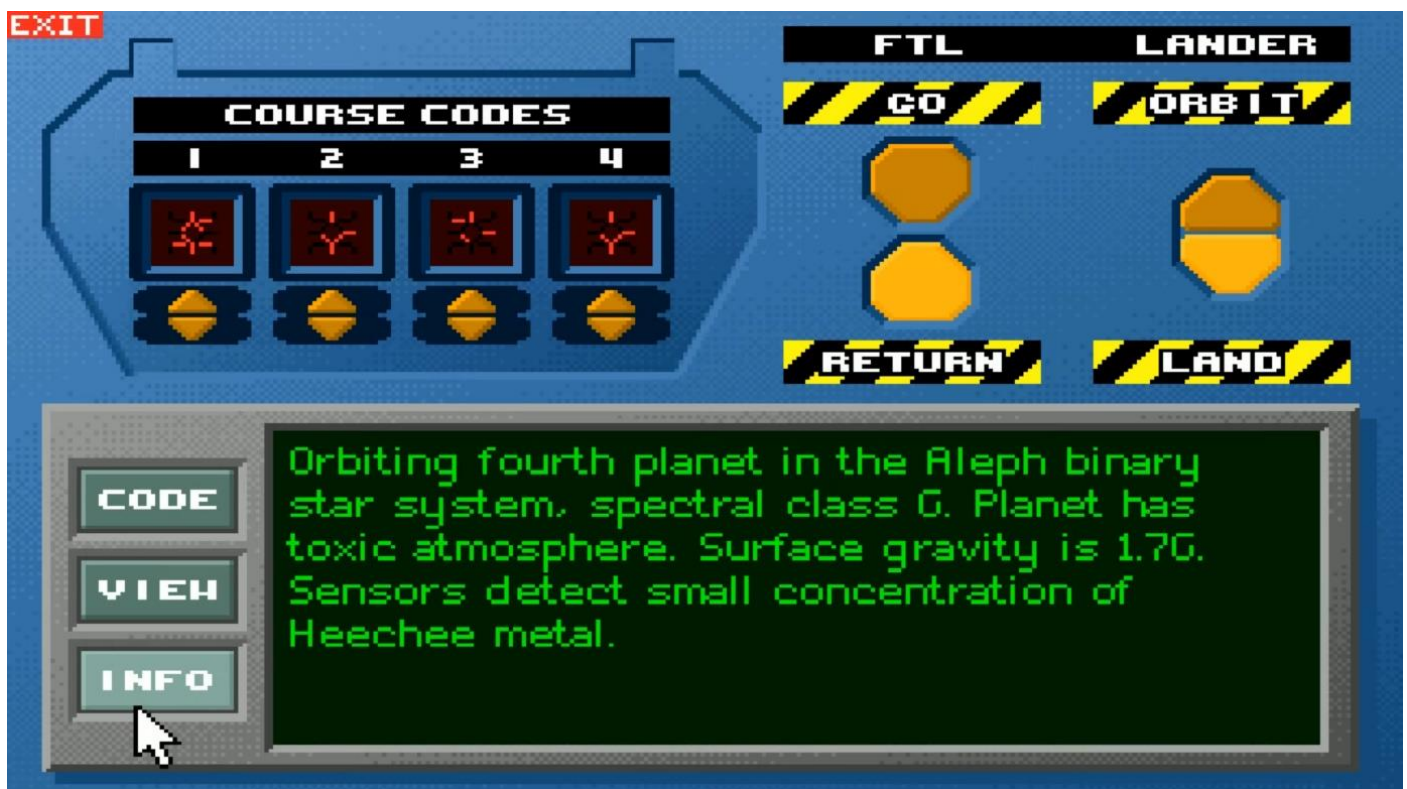 EXIT
FTL LANDER
GO ORBIT
COURSE CODES
1 2 3 4
RETURN LAND
CODE
VIEW
INFO
Orbiting fourth planet in the Aleph binary
star system, spectral class G. Planet has
toxic atmosphere. Surface gravity is 1.7G.
Sensors detect small concentration of
Heechee metal.